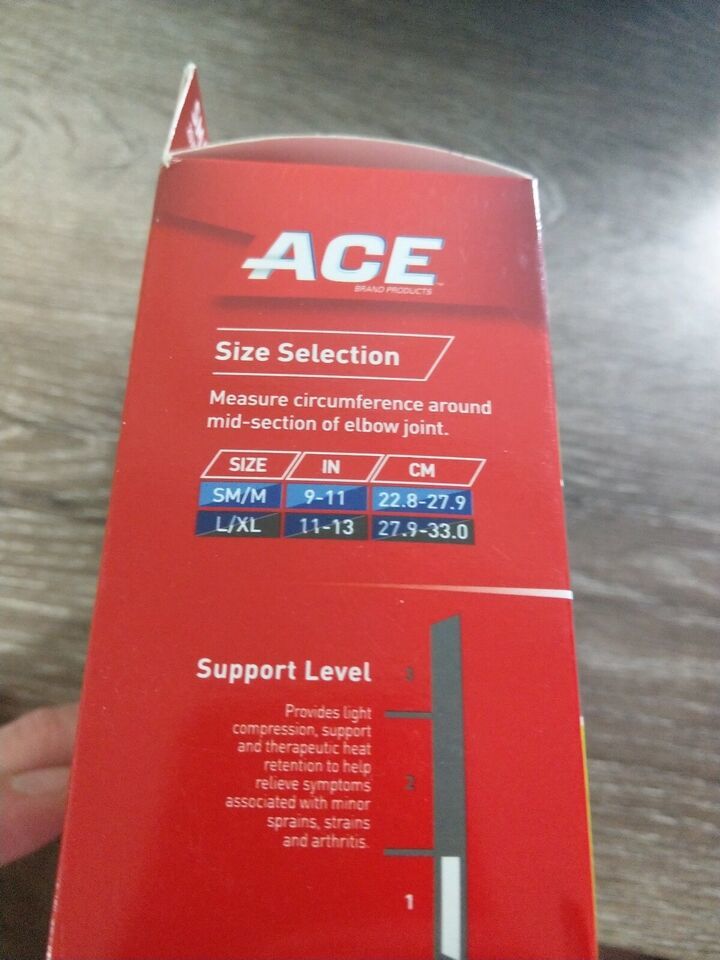 ACE
BRAND PRODUCTS
Size Selection
Measure circumference around
mid-section of elbow joint.
SIZE IN CM
SM/M 9-11 22.8-27.9
L/XL 11-13 27.9-33.0
Support Level
3
Provides light
compression, support
and therapeutic heat
retention to help
relieve symptoms
associated with minor
sprains, strains
and arthritis.
2
1